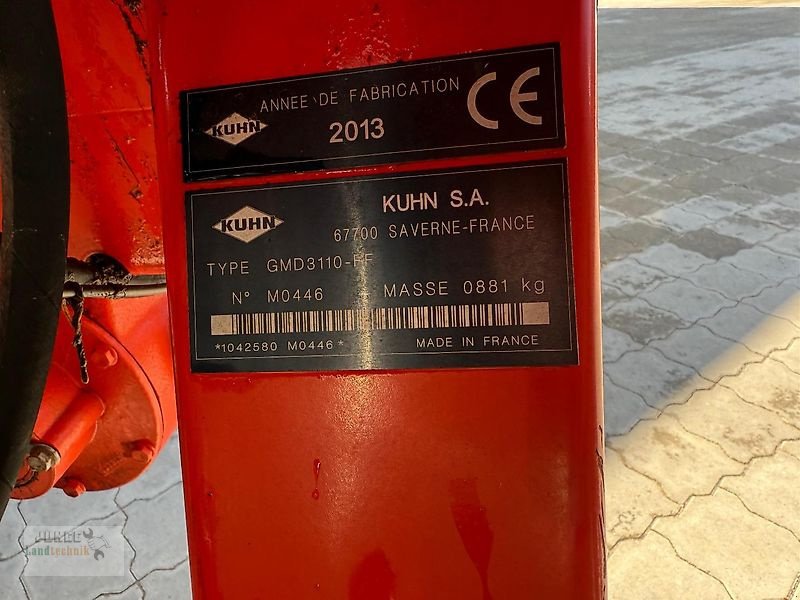 ANNEE DE FABRICATION
KUHN
2013
CE
KUHN S.A.
KUHN
67700 SAVERNE-FRANCE
TYPE GMD3110-FF
N° M0446 MASSE 0881 kg
*1042580 M0446*
MADE IN FRANCE
Landtechnik